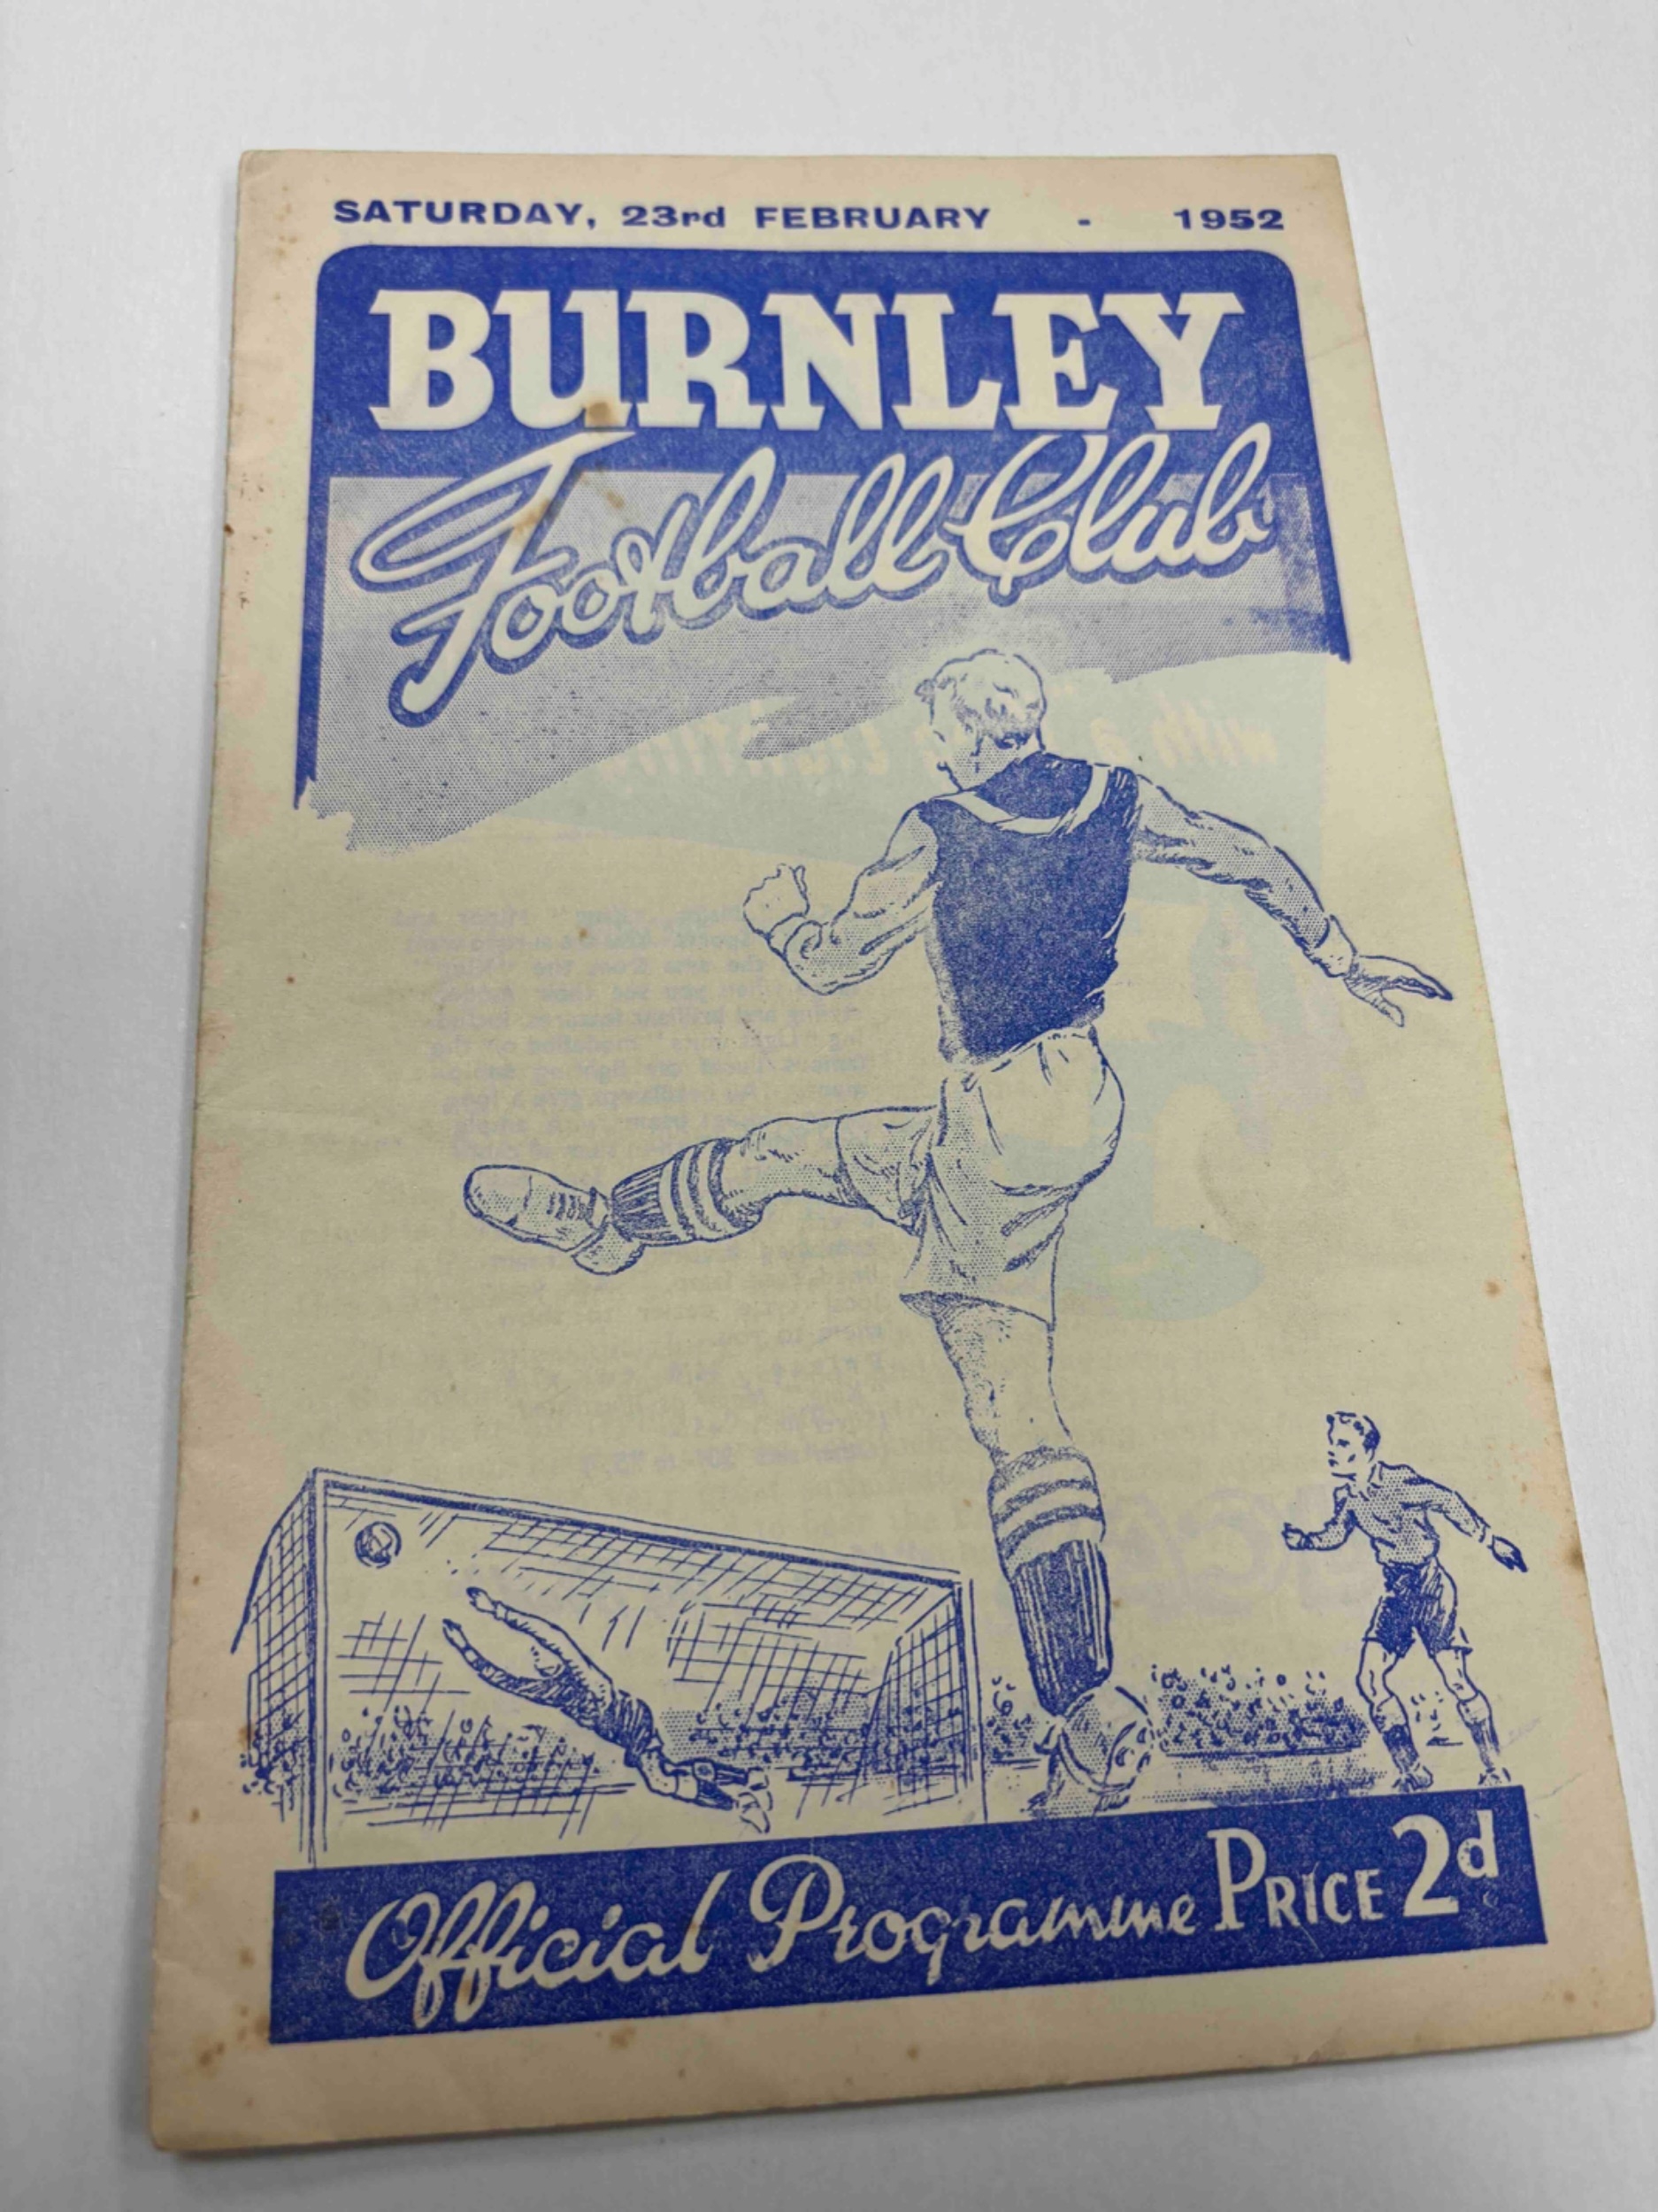 SATURDAY, 23rd FEBRUARY - 1952
BURNLEY
Football Club
Official Programme PRICE 2d